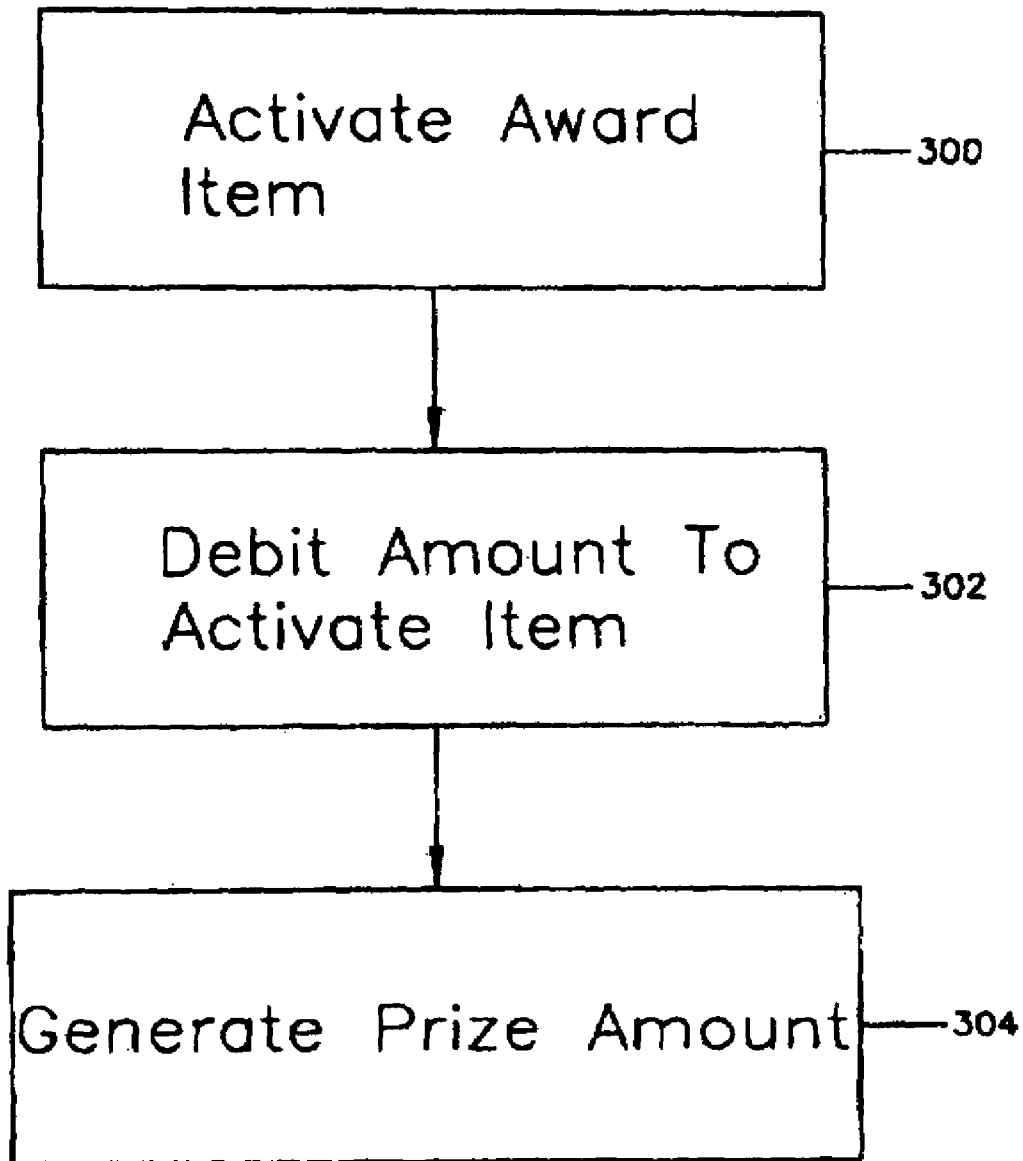 Activate Award
Item
300
Debit Amount To
Activate Item
302
Generate Prize Amount
304